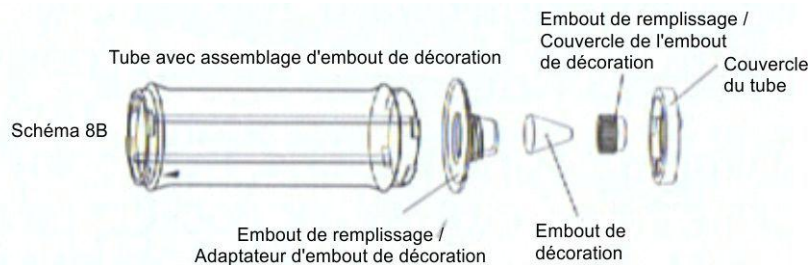 Embout de remplissage /
Couvercle de l'embout
de décoration
Couvercle
du tube
Tube avec assemblage d'embout de décoration
Schéma 8B
Embout de remplissage /
Adaptateur d'embout de décoration
Embout de
décoration